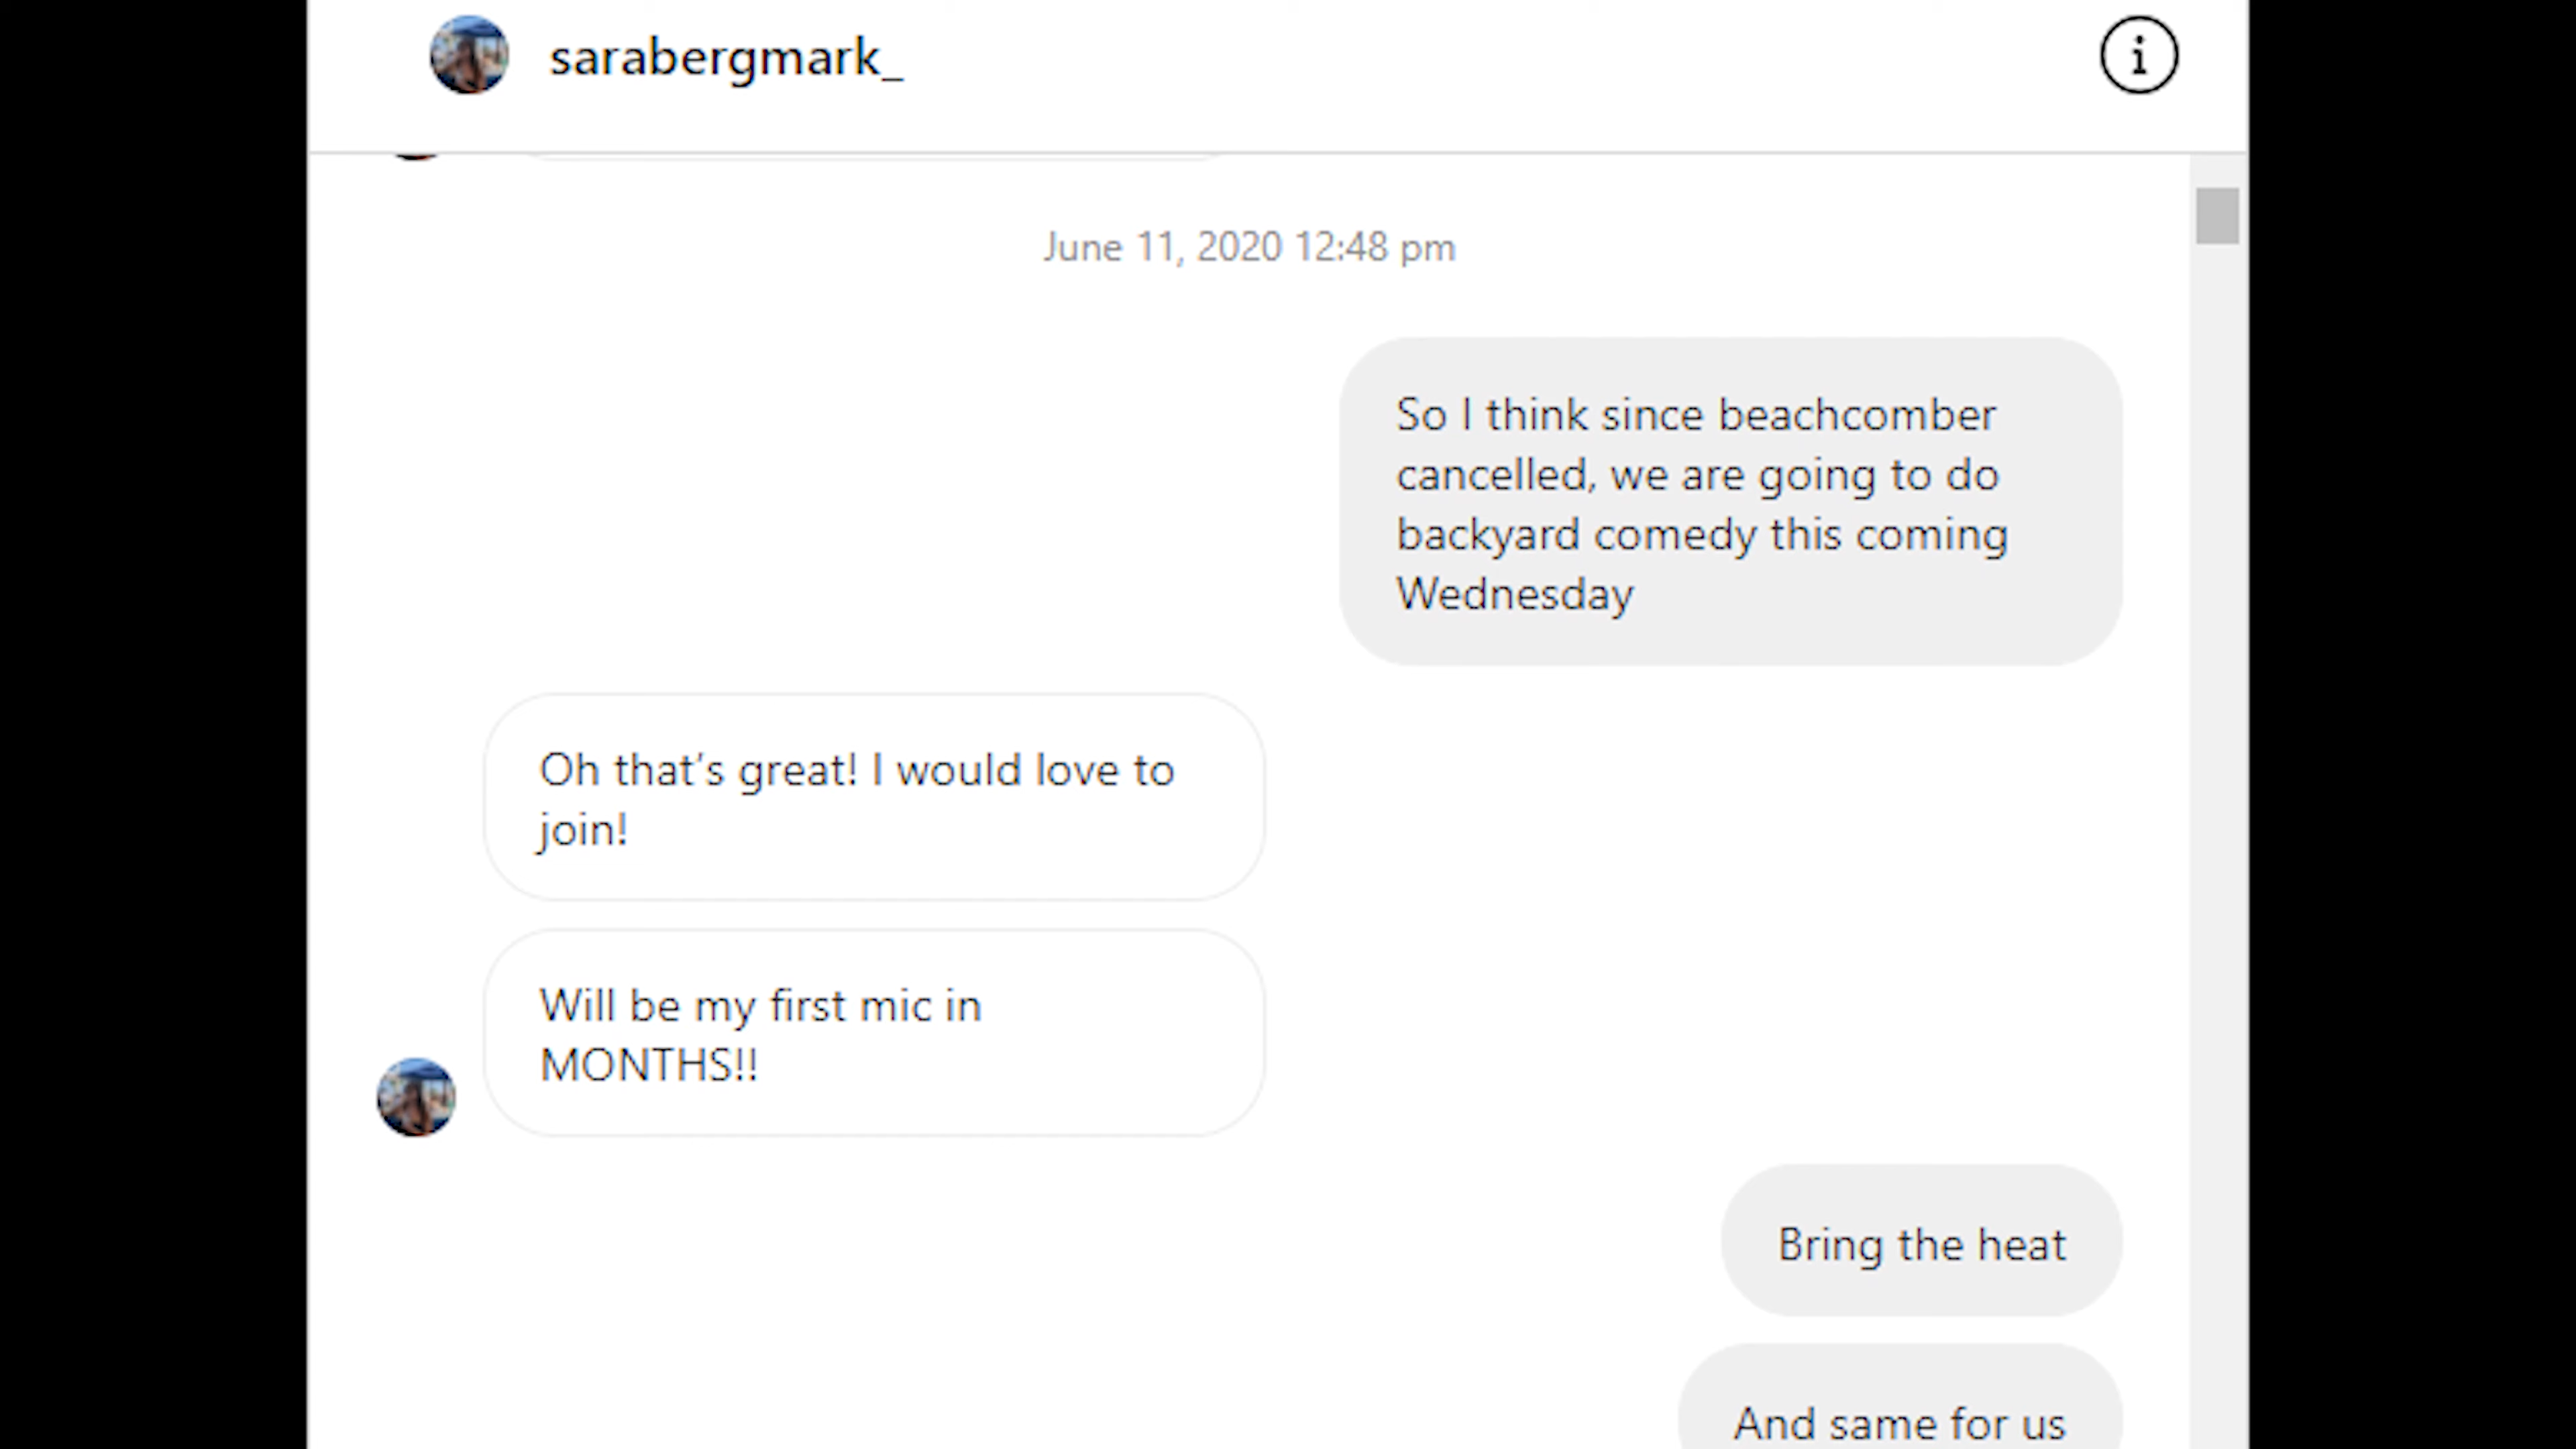 sarabergmark_
June 11, 2020 12:48 pm
So I think since beachcomber
cancelled, we are going to do
backyard comedy this coming
Wednesday
Oh that's great! I would love to
join!
Will be my first mic in
MONTHS!!
Bring the heat
And same for us